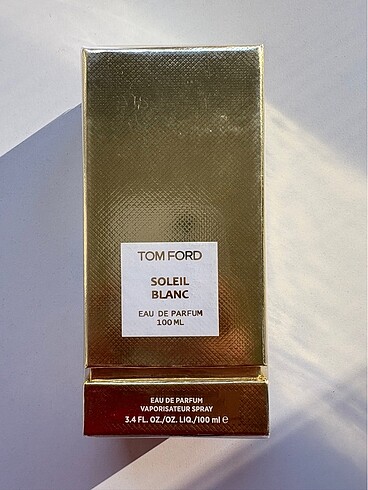 TOM FORD
SOLEIL
BLANC
EAU DE PARFUM
100 ML
EAU DE PARFUM
VAPORISATEUR SPRAY
3.4 FL. OZ./OZ. LIQ./100 ml ℮